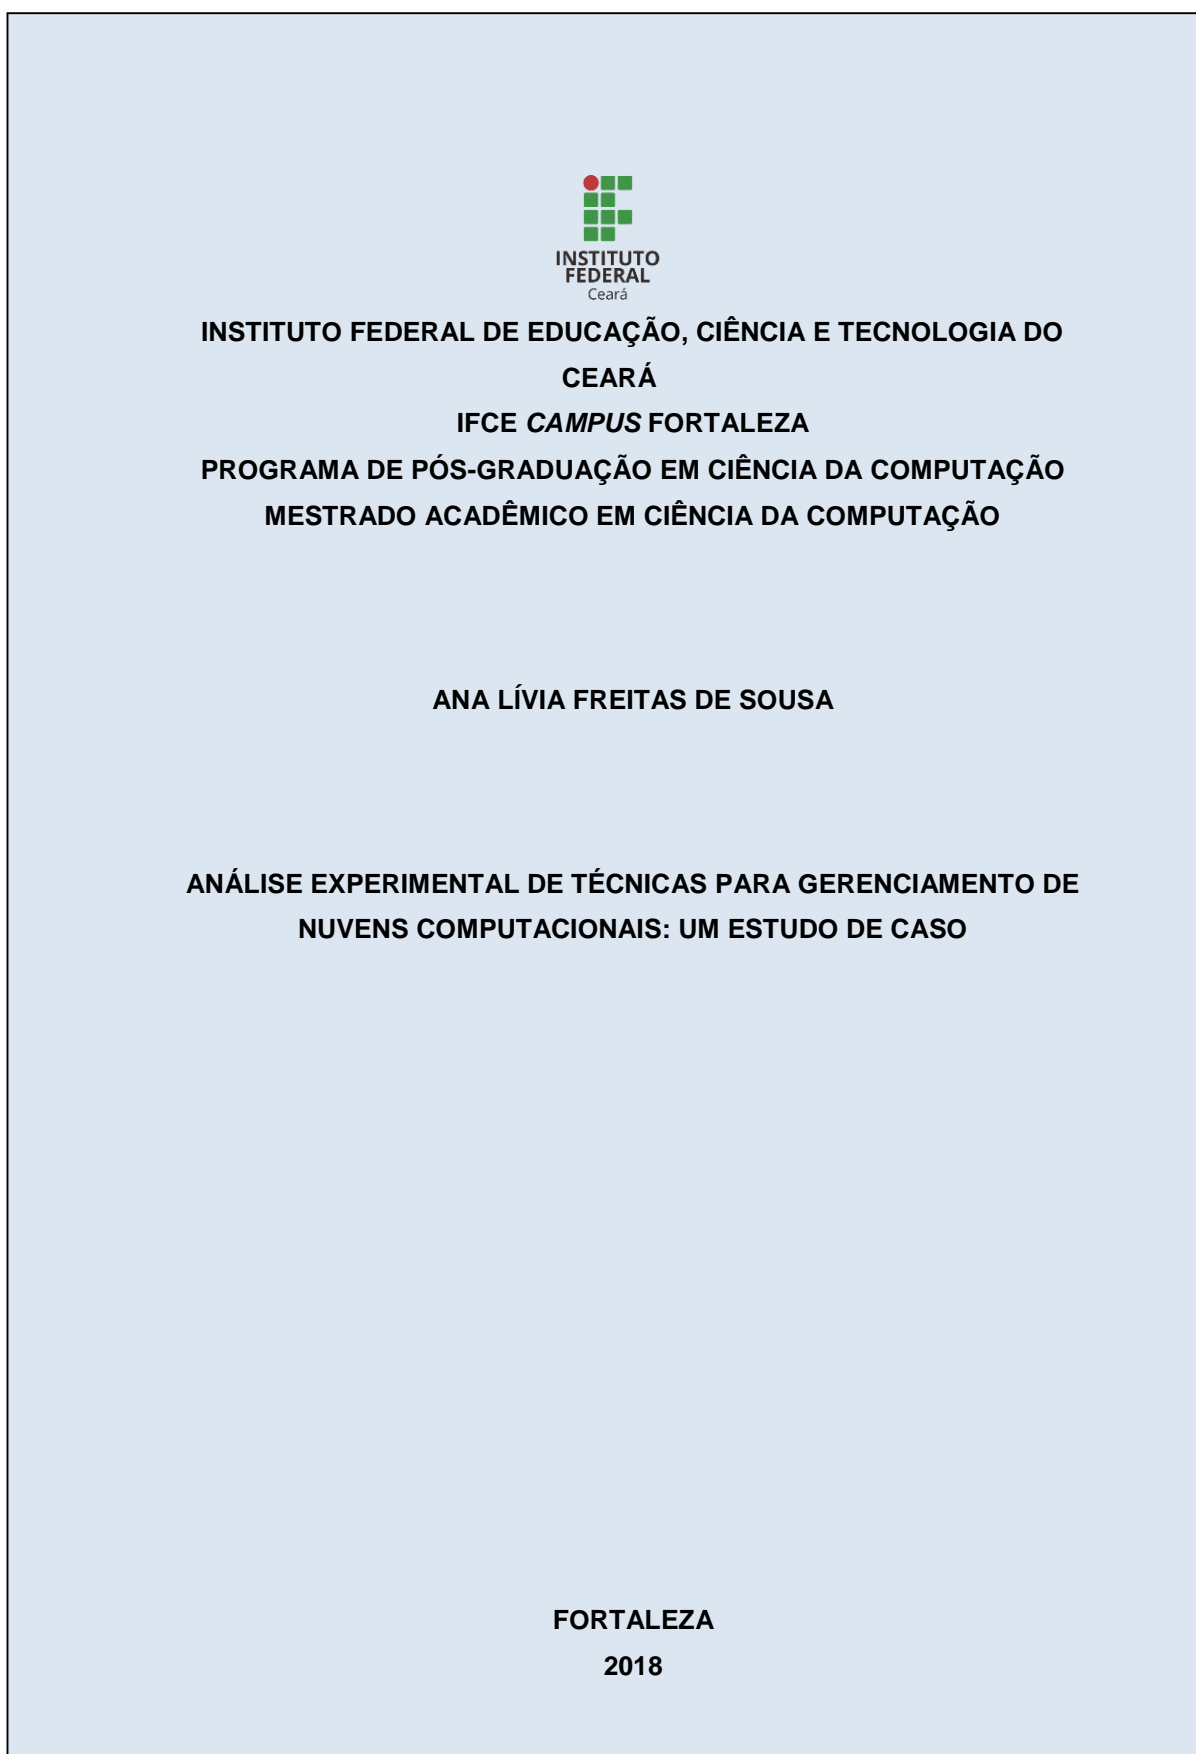 INSTITUTO
FEDERAL
Ceará
INSTITUTO FEDERAL DE EDUCAÇÃO, CIÊNCIA E TECNOLOGIA DO
CEARÁ
IFCE CAMPUS FORTALEZA
PROGRAMA DE PÓS-GRADUAÇÃO EM CIÊNCIA DA COMPUTAÇÃO
MESTRADO ACADÊMICO EM CIÊNCIA DA COMPUTAÇÃO
ANA LÍVIA FREITAS DE SOUSA
ANÁLISE EXPERIMENTAL DE TÉCNICAS PARA GERENCIAMENTO DE
NUVENS COMPUTACIONAIS: UM ESTUDO DE CASO
FORTALEZA
2018